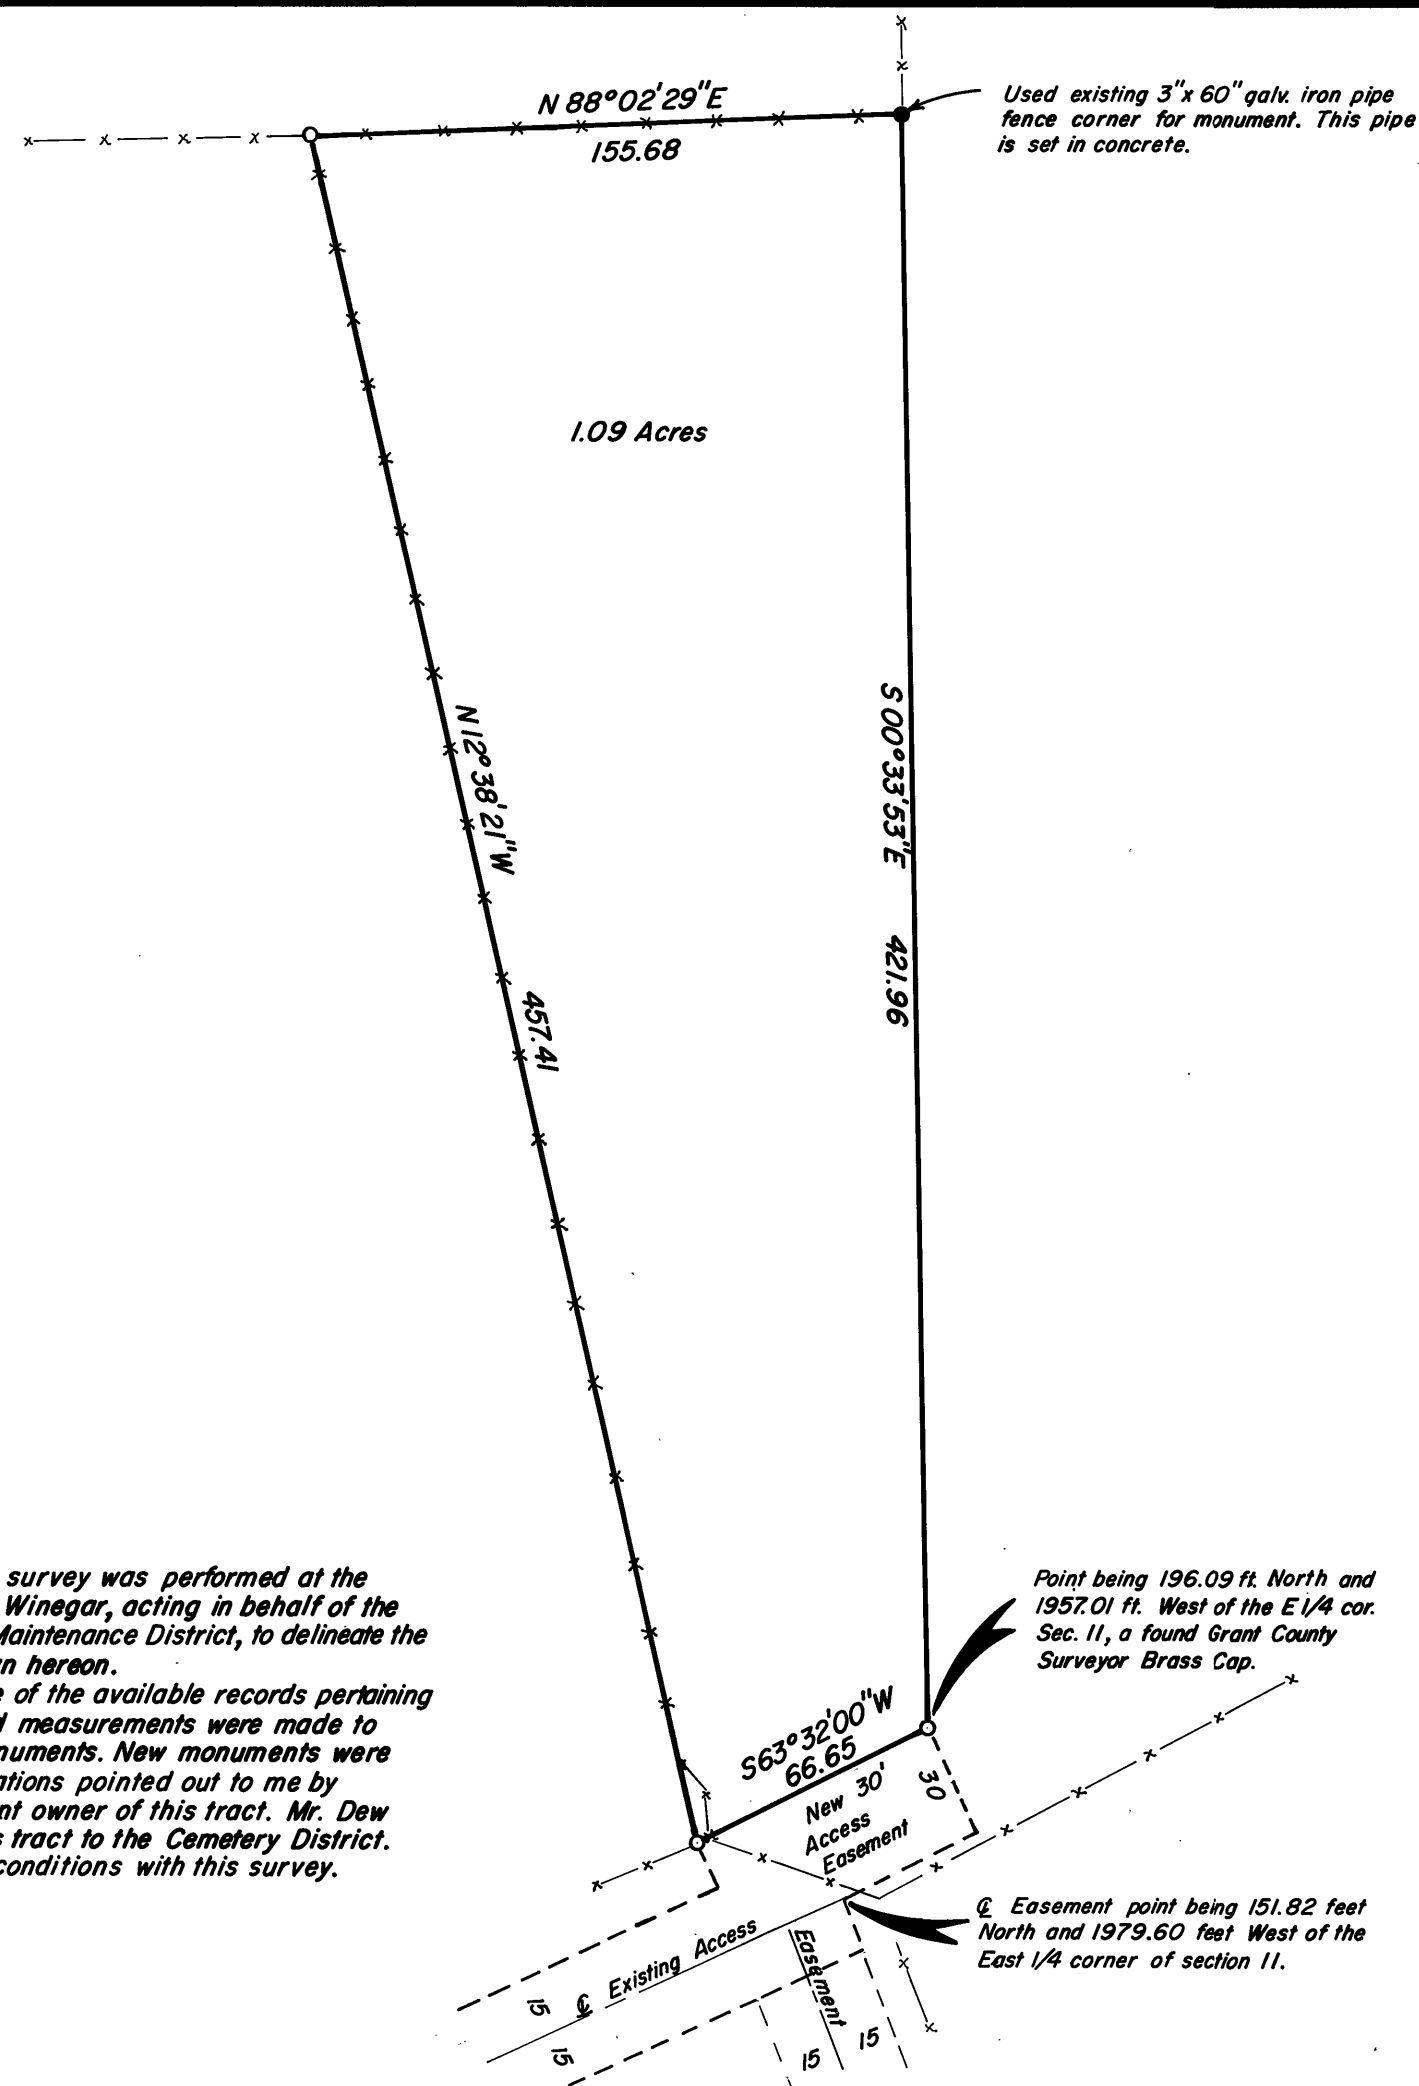 N 88°02'29"E
155.68
Used existing 3"x 60" galv. iron pipe
fence corner for monument. This pipe
is set in concrete.
1.09 Acres
N 12°38'21"W
457.41
S 00°33'53"E 421.96
survey was performed at the
Winegar, acting in behalf of the
Maintenance District, to delineate the
n hereon.
e of the available records pertaining
d measurements were made to
numents. New monuments were
ations pointed out to me by
nt owner of this tract. Mr. Dew
s tract to the Cemetery District.
conditions with this survey.
Point being 196.09 ft. North and
1957.01 ft. West of the E 1/4 cor.
Sec. 11, a found Grant County
Surveyor Brass Cap.
S63°32'00"W
66.65
New 30'
Access
Easement
30
℄ Easement point being 151.82 feet
North and 1979.60 feet West of the
East 1/4 corner of section 11.
15 ℄ Existing Access
Easement
15
15
15